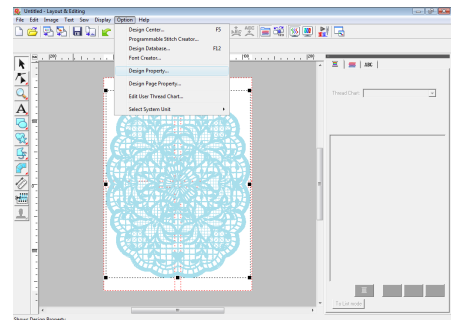 Untitled - Layout & Editing
File Edit Image Text Sew Display Option Help
Design Center... F5
Programmable Stitch Creator...
Design Database... F12
Font Creator...
Design Property...
Design Page Property...
Edit User Thread Chart...
Select System Unit
ABC
Thread Chart:
A
To List mode
Shows Design Property